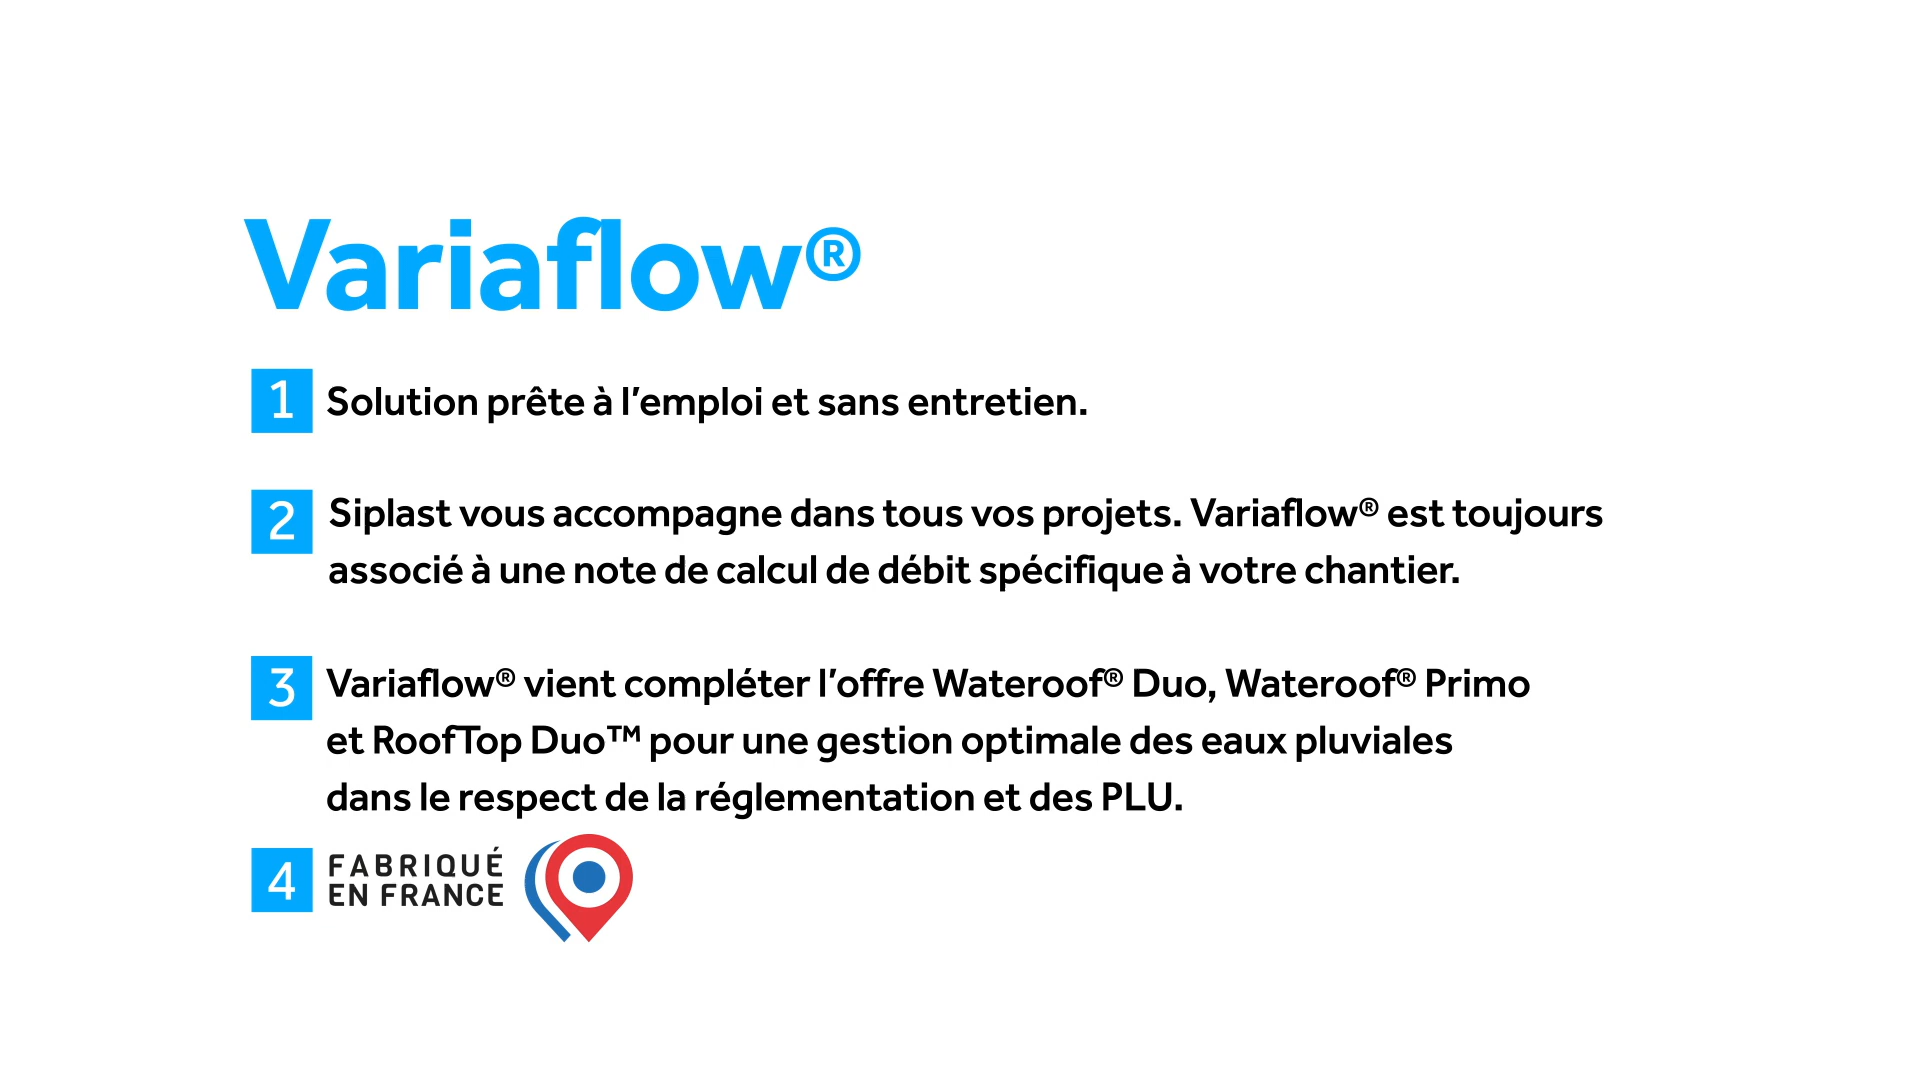 Variaflow®
1 Solution prête à l’emploi et sans entretien.
2 Siplast vous accompagne dans tous vos projets. Variaflow® est toujours
associé à une note de calcul de débit spécifique à votre chantier.
3 Variaflow® vient compléter l’offre Wateroof® Duo, Wateroof® Primo
et RoofTop Duo™ pour une gestion optimale des eaux pluviales
dans le respect de la réglementation et des PLU.
4 FABRIQUÉ
EN FRANCE